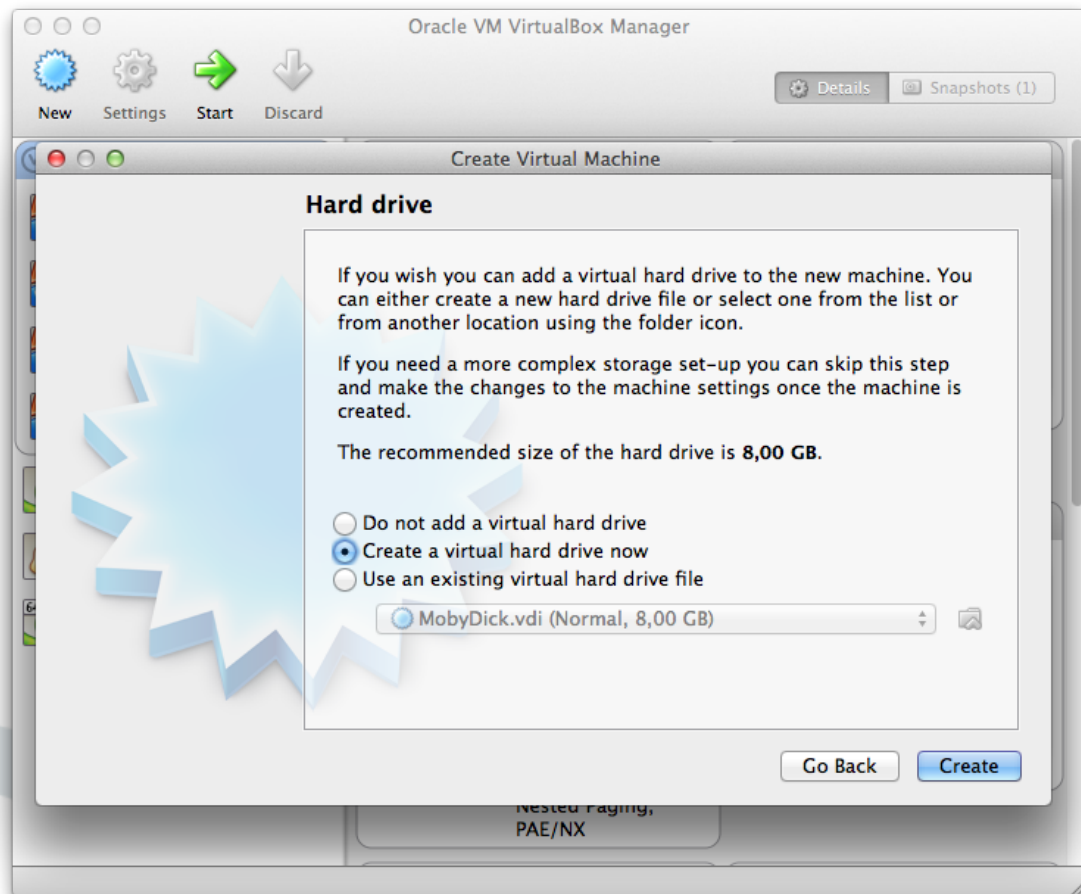 Oracle VM VirtualBox Manager
New Settings Start Discard
Details Snapshots (1)
Create Virtual Machine
Hard drive
If you wish you can add a virtual hard drive to the new machine. You
can either create a new hard drive file or select one from the list or
from another location using the folder icon.
If you need a more complex storage set-up you can skip this step
and make the changes to the machine settings once the machine is
created.
The recommended size of the hard drive is 8,00 GB.
Do not add a virtual hard drive
Create a virtual hard drive now
Use an existing virtual hard drive file
MobyDick.vdi (Normal, 8,00 GB)
Go Back Create
Nested Paging,
PAE/NX